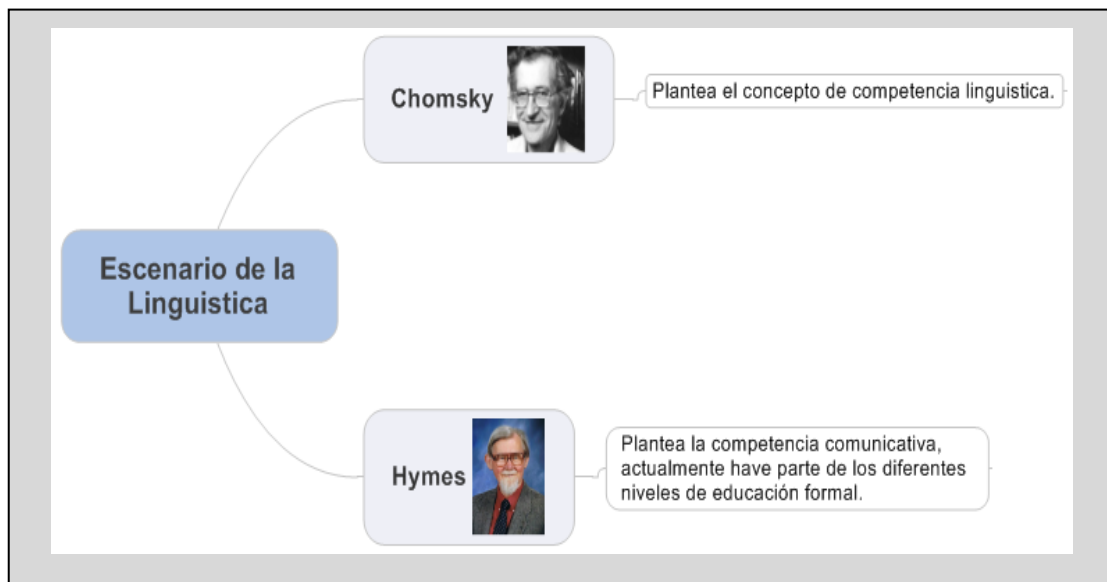 Chomsky
Plantea el concepto de competencia linguistica.
Escenario de la
Linguistica
Hymes
Plantea la competencia comunicativa,
actualmente have parte de los diferentes
niveles de educación formal.